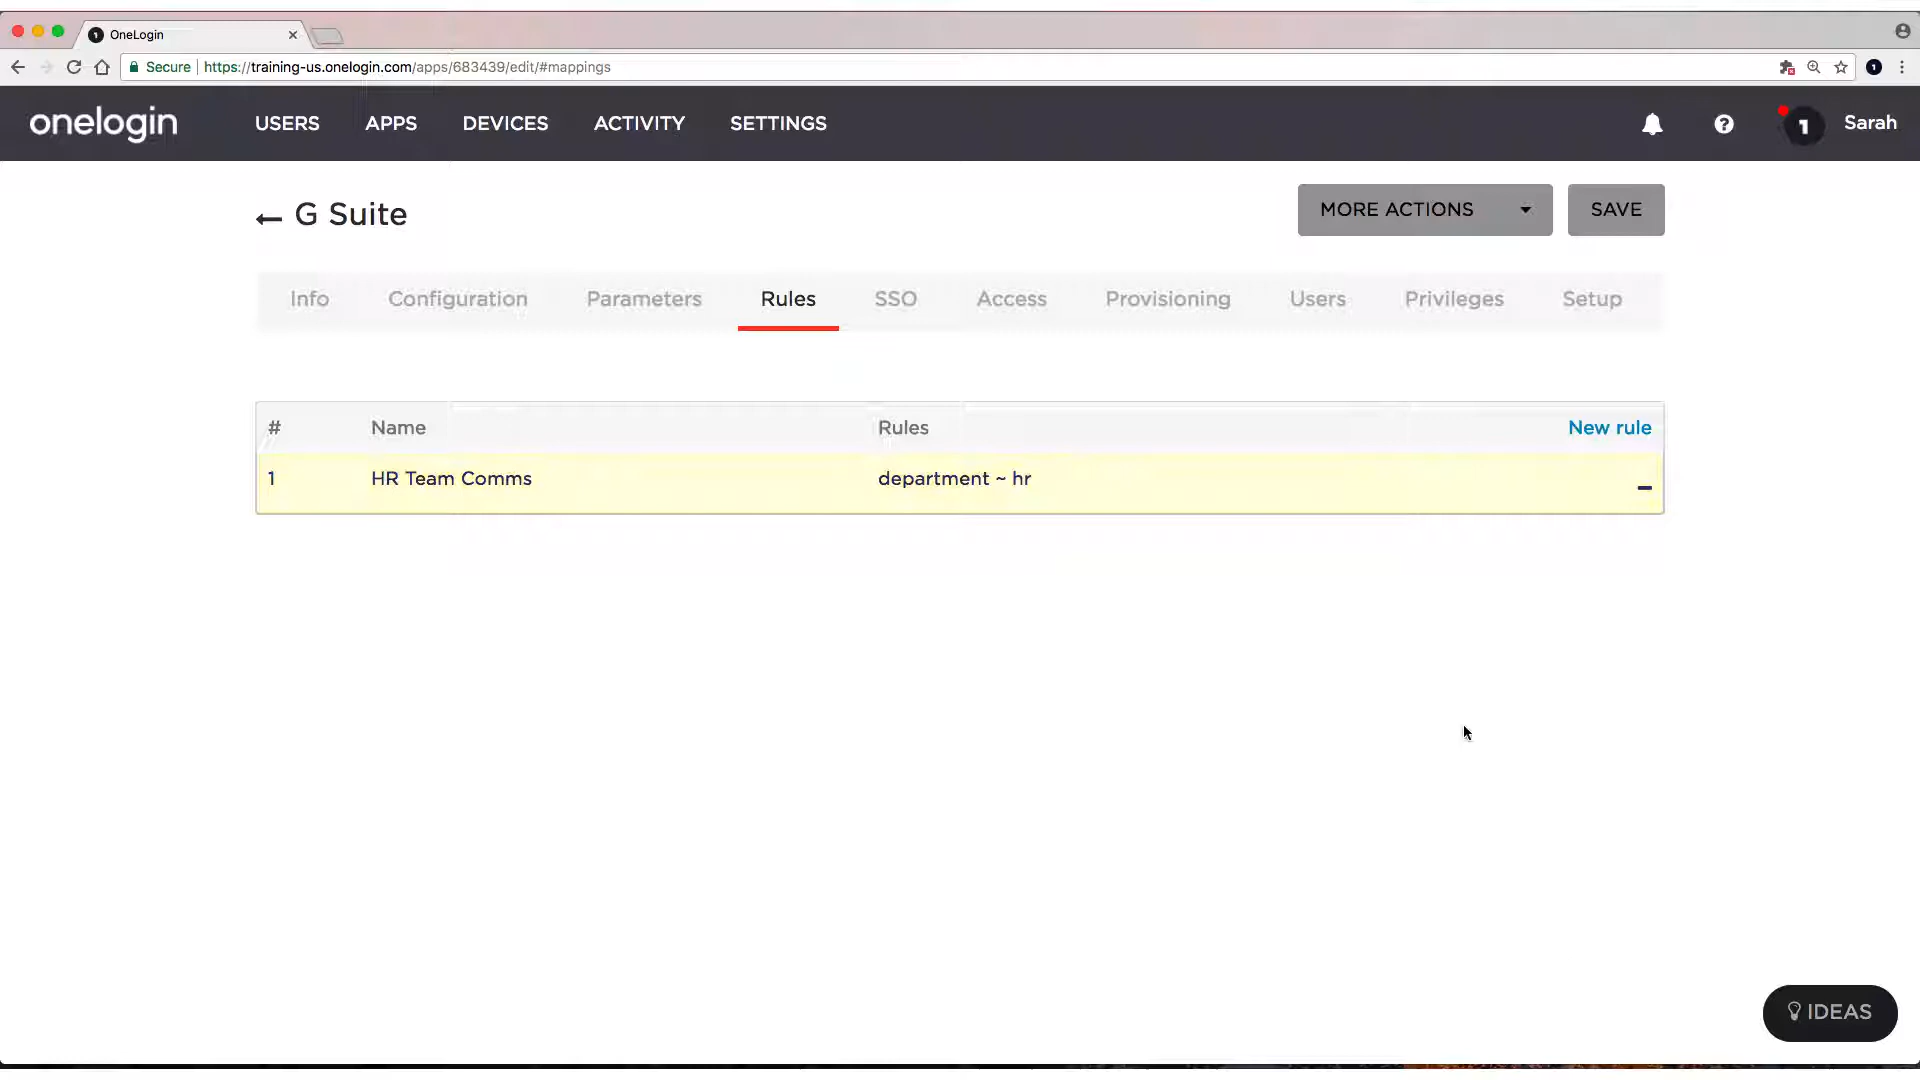 OneLogin
Secure | https://training-us.onelogin.com/apps/683439/edit/#mappings
onelogin USERS APPS DEVICES ACTIVITY SETTINGS ? 1 Sarah
← G Suite MORE ACTIONS SAVE
Info Configuration Parameters Rules SSO Access Provisioning Users Privileges Setup
# Name Rules New rule
1 HR Team Comms department ~ hr
IDEAS